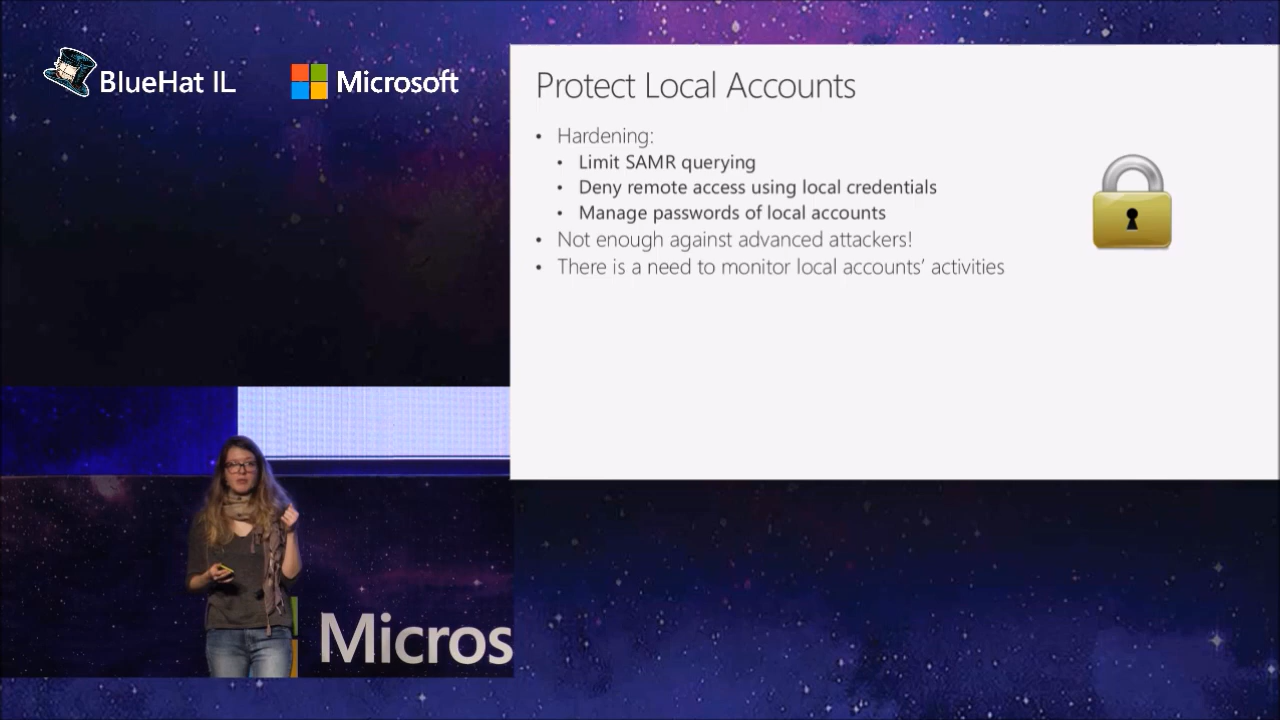 BlueHat IL
Microsoft
Protect Local Accounts
• Hardening:
• Limit SAMR querying
• Deny remote access using local credentials
• Manage passwords of local accounts
• Not enough against advanced attackers!
• There is a need to monitor local accounts’ activities
Micros